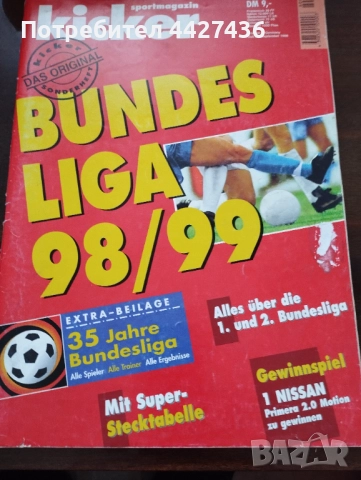 Потребител 4427436
kicker
sportmagazin
DM 9,-
kicker
DAS ORIGINAL
SONDERHEFT
BUNDES
LIGA
98/99
EXTRA-BEILAGE
35 Jahre
Bundesliga
Alle Spieler Alle Trainer Alle Ergebnisse
Alles über die
1. und 2. Bundesliga
Mit Super-
Stecktabelle
Gewinnspiel
1 NISSAN
Primera 2.0 Motion
zu gewinnen
BAZAR